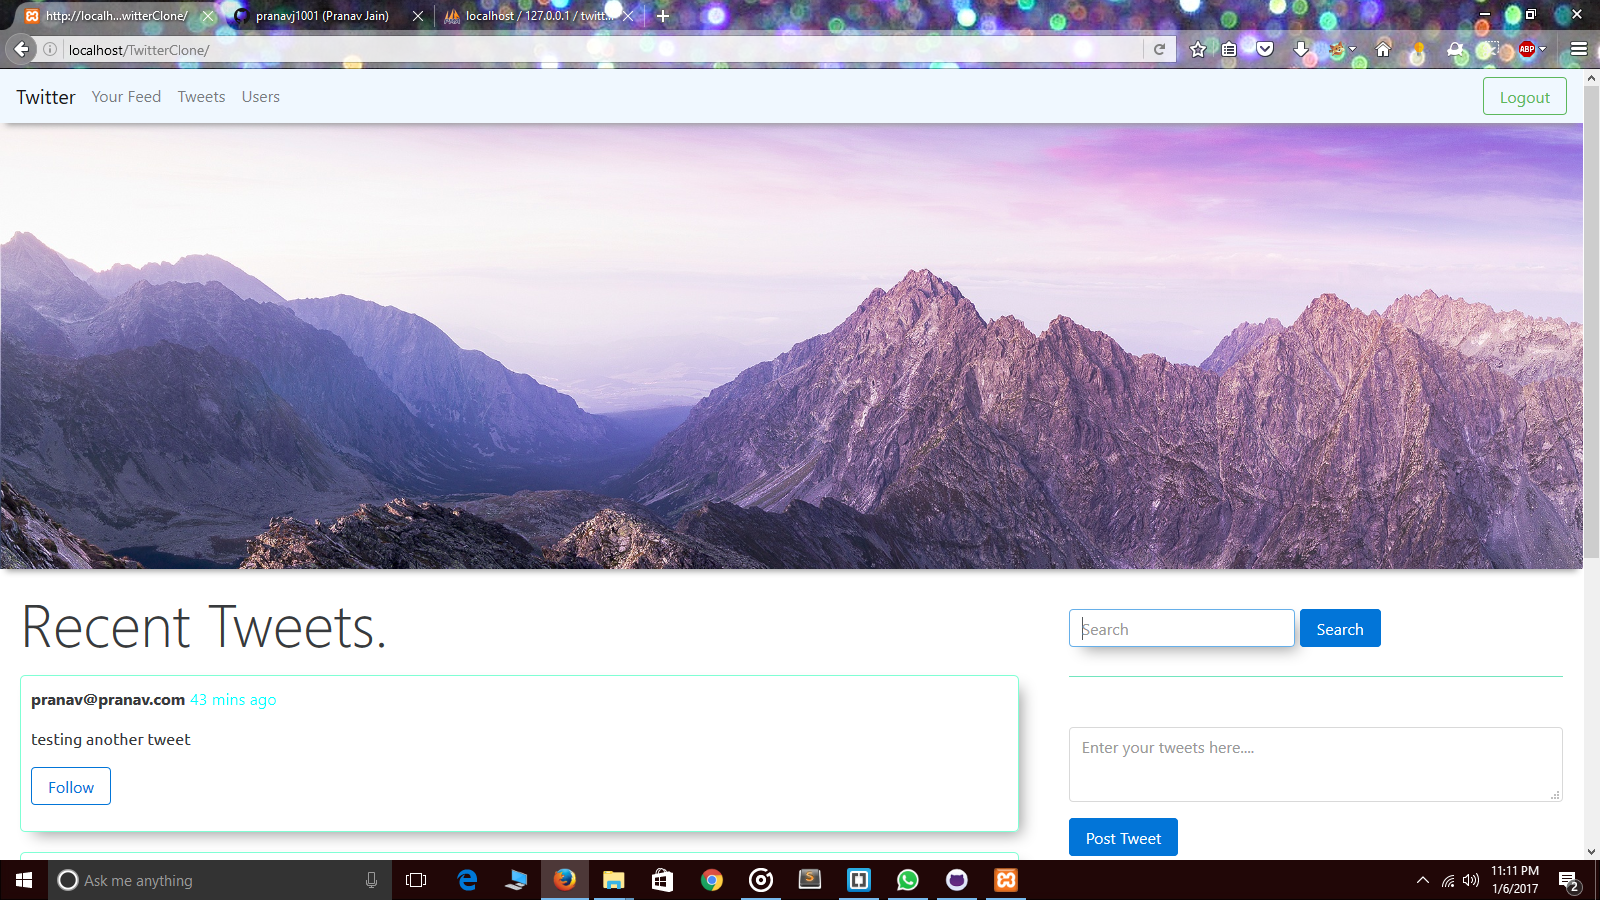 http://localh...witterClone/
pranavj1001 (Pranav Jain)
localhost / 127.0.0.1 / twitt...
localhost/TwitterClone/
ABP
Twitter
Your Feed
Tweets
Users
Logout
Recent Tweets.
Search
Search
pranav@pranav.com 43 mins ago
testing another tweet
Follow
Enter your tweets here....
Post Tweet
Ask me anything
11:11 PM
1/6/2017
2